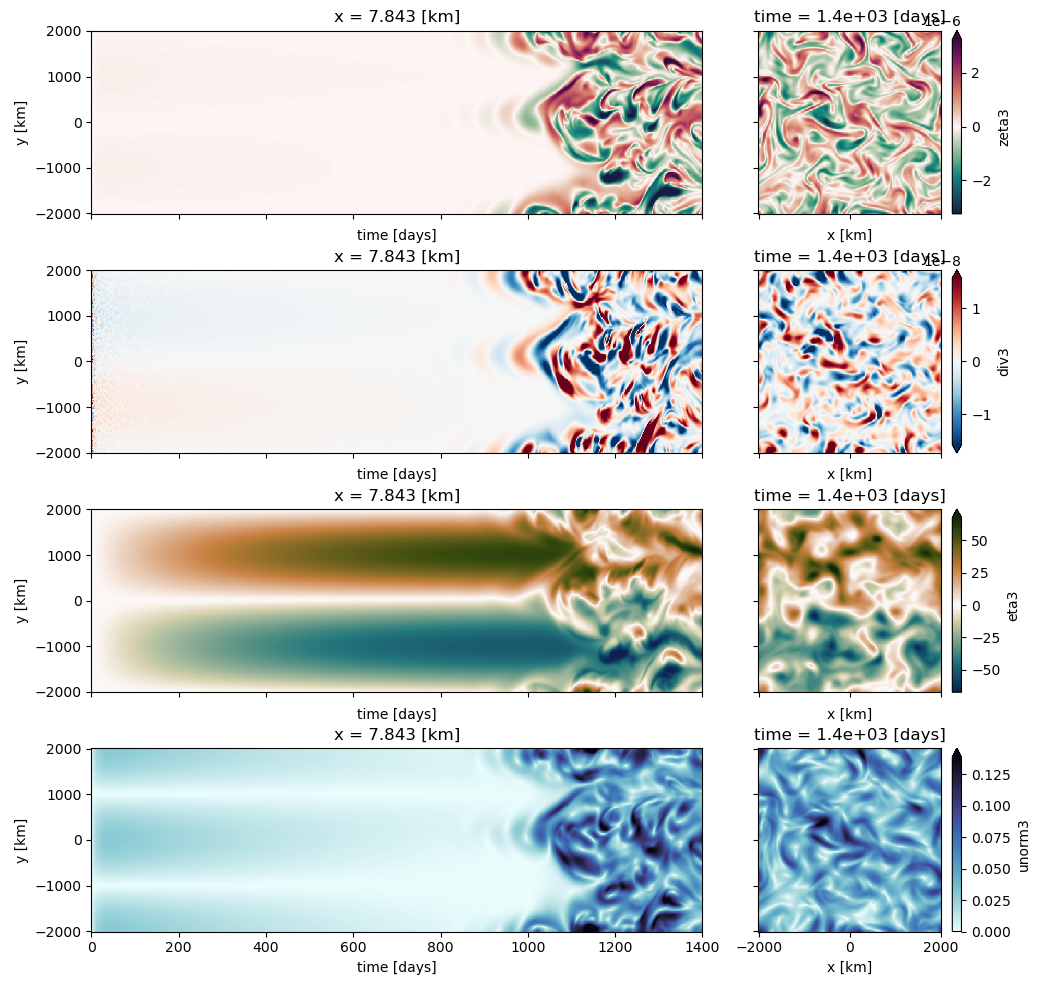 x = 7.843 [km]
time = 1.4e+03 [days]
1e−6
2000
1000
0
−1000
−2000
y [km]
time [days]
x [km]
2
0
−2
zeta3
x = 7.843 [km]
time = 1.4e+03 [days]
1e−8
2000
1000
0
−1000
−2000
y [km]
time [days]
x [km]
1
0
−1
div3
x = 7.843 [km]
time = 1.4e+03 [days]
2000
1000
0
−1000
−2000
y [km]
time [days]
x [km]
50
25
0
−25
−50
eta3
x = 7.843 [km]
time = 1.4e+03 [days]
2000
1000
0
−1000
−2000
y [km]
0 200 400 600 800 1000 1200 1400
time [days]
−2000 0 2000
x [km]
0.125
0.100
0.075
0.050
0.025
0.000
unorm3